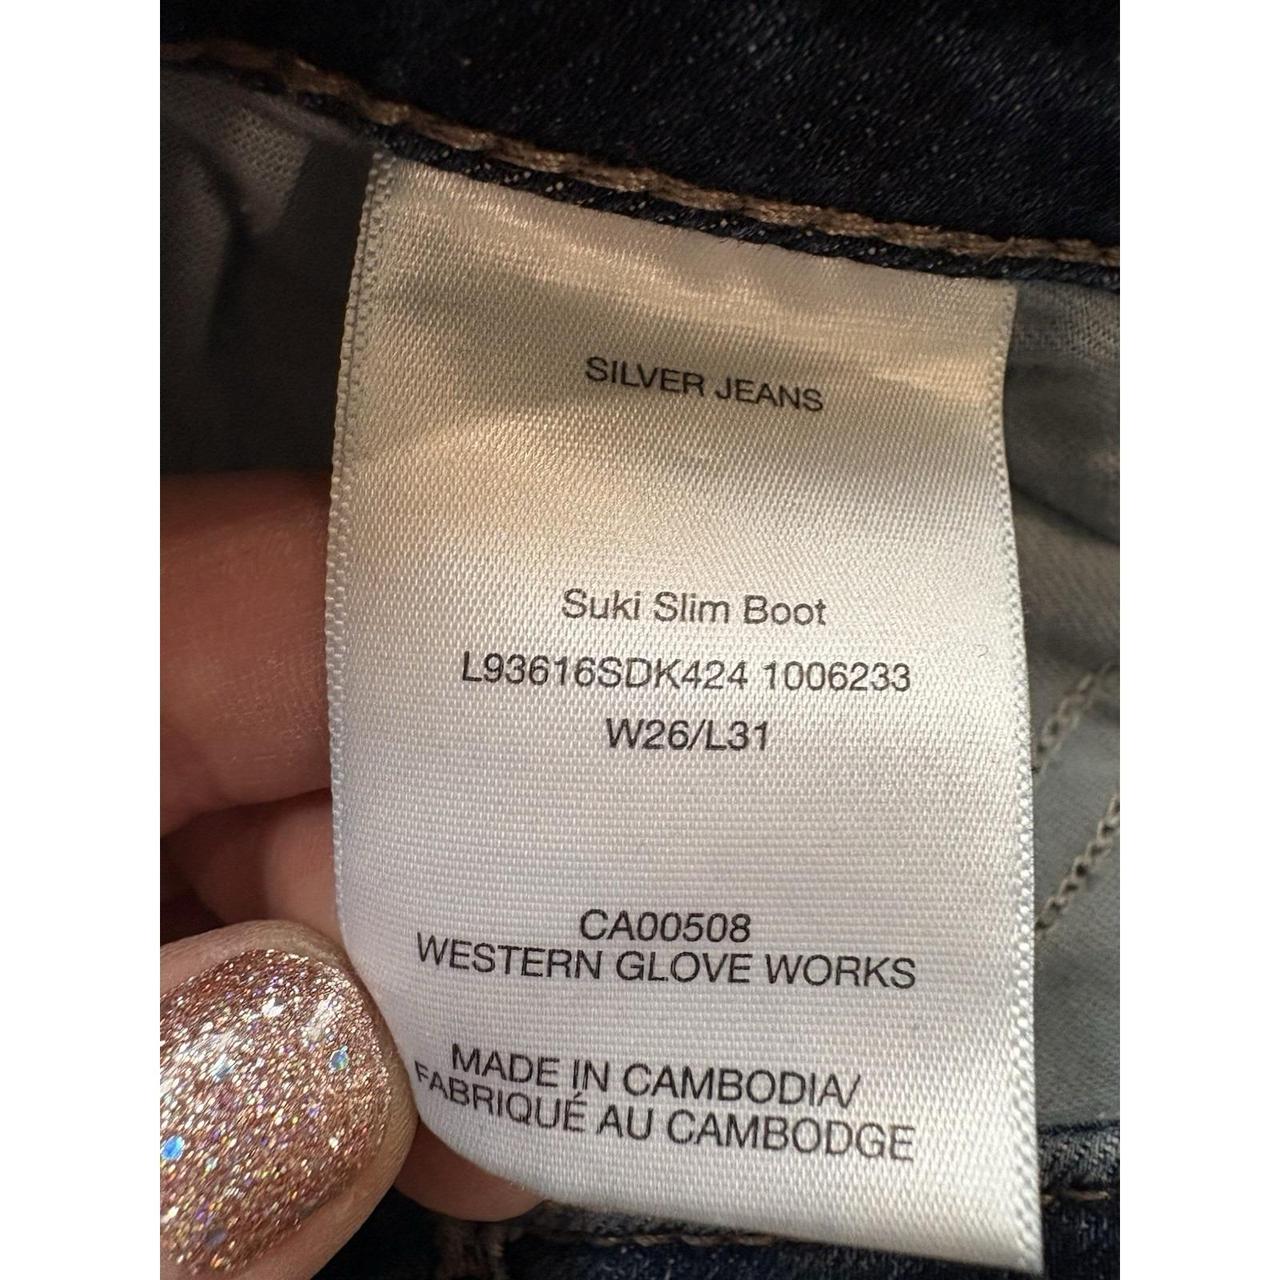 SILVER JEANS
Suki Slim Boot
L93616SDK424 1006233
W26/L31
CA00508
WESTERN GLOVE WORKS
MADE IN CAMBODIA/
FABRIQUÉ AU CAMBODGE